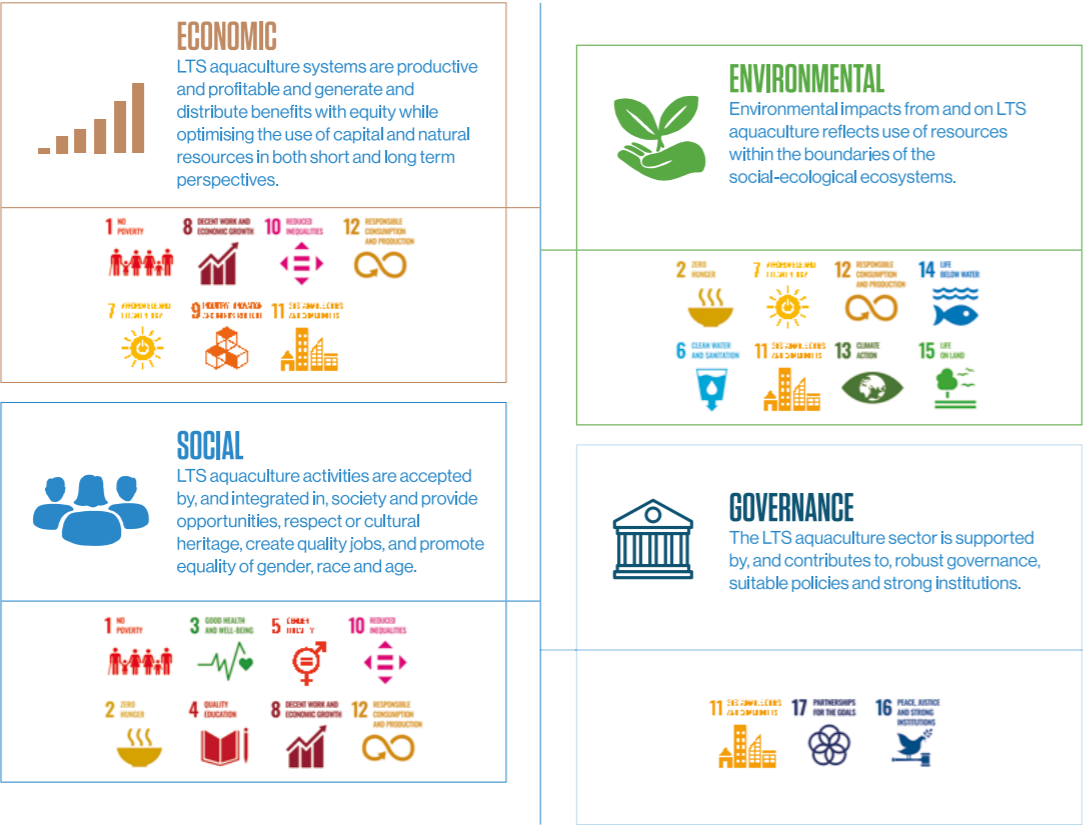 ECONOMIC
LTS aquaculture systems are productive
and profitable and generate and
distribute benefits with equity while
optimising the use of capital and natural
resources in both short and long term
perspectives.
1 NO
POVERTY
8 DECENT WORK AND
ECONOMIC GROWTH
10 REDUCED
INEQUALITIES
12 RESPONSIBLE
CONSUMPTION
AND PRODUCTION
7
9
11
ENVIRONMENTAL
Environmental impacts from and on LTS
aquaculture reflects use of resources
within the boundaries of the
social-ecological ecosystems.
2 ZERO
HUNGER
7
12 RESPONSIBLE
CONSUMPTION
AND PRODUCTION
14 LIFE
BELOW WATER
6 CLEAN WATER
AND SANITATION
11
13 CLIMATE
ACTION
15 LIFE
ON LAND
SOCIAL
LTS aquaculture activities are accepted
by, and integrated in, society and provide
opportunities, respect or cultural
heritage, create quality jobs, and promote
equality of gender, race and age.
1 NO
POVERTY
3 GOOD HEALTH
AND WELL-BEING
5
10 REDUCED
INEQUALITIES
2 ZERO
HUNGER
4 QUALITY
EDUCATION
8 DECENT WORK AND
ECONOMIC GROWTH
12 RESPONSIBLE
CONSUMPTION
AND PRODUCTION
GOVERNANCE
The LTS aquaculture sector is supported
by, and contributes to, robust governance,
suitable policies and strong institutions.
11
17 PARTNERSHIPS
FOR THE GOALS
16 PEACE, JUSTICE
AND STRONG
INSTITUTIONS